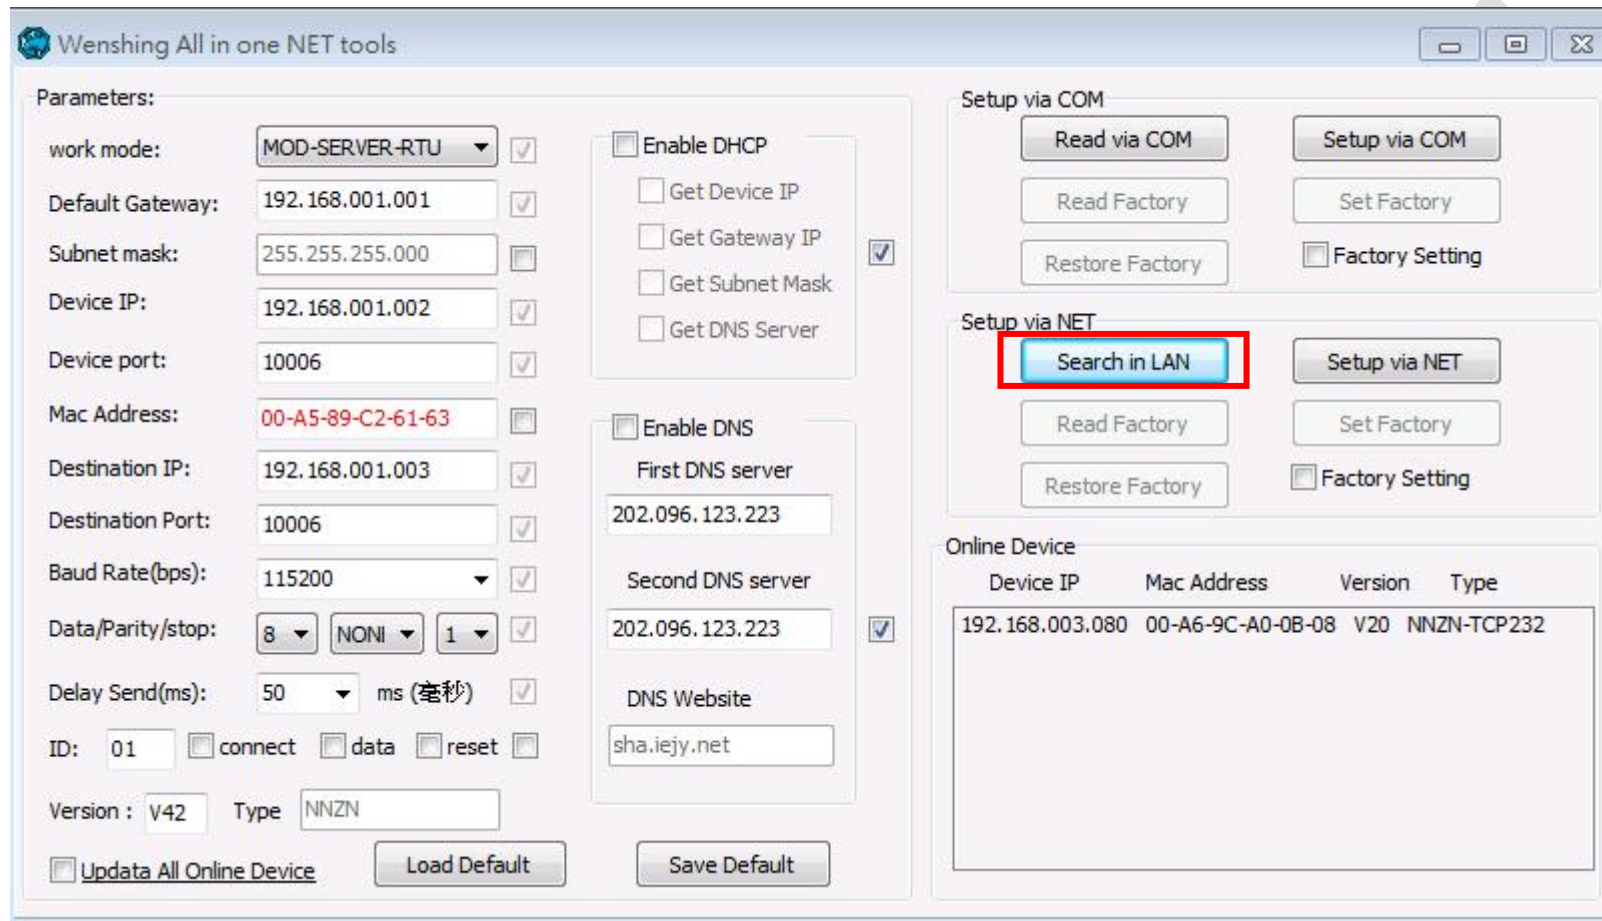 Wenshing All in one NET tools
Parameters:
work mode: MOD-SERVER-RTU
Default Gateway: 192.168.001.001
Subnet mask: 255.255.255.000
Device IP: 192.168.001.002
Device port: 10006
Mac Address: 00-A5-89-C2-61-63
Destination IP: 192.168.001.003
Destination Port: 10006
Baud Rate(bps): 115200
Data/Parity/stop: 8 NONI 1
Delay Send(ms): 50 ms (毫秒)
ID: 01 connect data reset
Version : V42 Type NNZN
Updata All Online Device Load Default Save Default
Enable DHCP
Get Device IP
Get Gateway IP
Get Subnet Mask
Get DNS Server
Enable DNS
First DNS server
202.096.123.223
Second DNS server
202.096.123.223
DNS Website
sha.iejy.net
Setup via COM
Read via COM Setup via COM
Read Factory Set Factory
Restore Factory Factory Setting
Setup via NET
Search in LAN Setup via NET
Read Factory Set Factory
Restore Factory Factory Setting
Online Device
Device IP Mac Address Version Type
192.168.003.080 00-A6-9C-A0-0B-08 V20 NNZN-TCP232